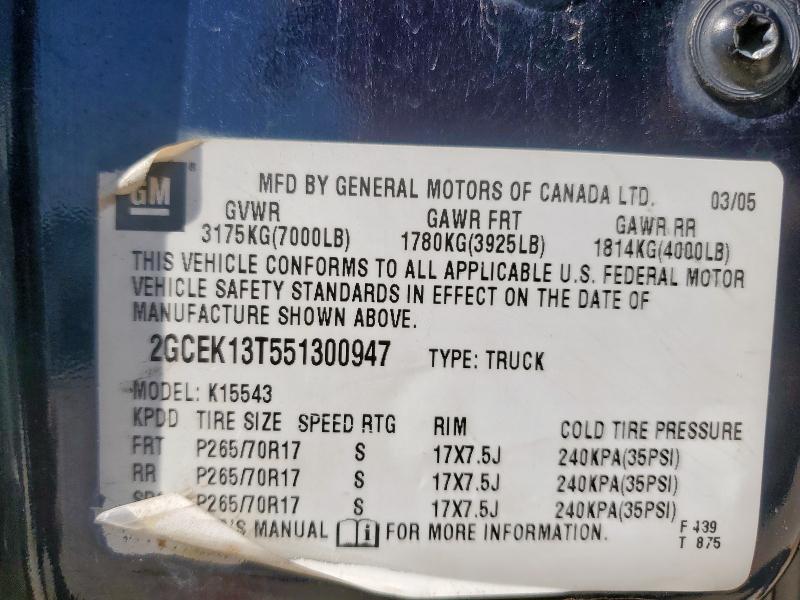 GM
MFD BY GENERAL MOTORS OF CANADA LTD. 03/05
GVWR GAWR FRT GAWR RR
3175KG(7000LB) 1780KG(3925LB) 1814KG(4000LB)
THIS VEHICLE CONFORMS TO ALL APPLICABLE U.S. FEDERAL MOTOR
VEHICLE SAFETY STANDARDS IN EFFECT ON THE DATE OF
MANUFACTURE SHOWN ABOVE.
2GCEK13T551300947 TYPE: TRUCK
MODEL: K15543
KPDD TIRE SIZE SPEED RTG RIM COLD TIRE PRESSURE
FRT P265/70R17 S 17X7.5J 240KPA(35PSI)
RR P265/70R17 S 17X7.5J 240KPA(35PSI)
P265/70R17 S 17X7.5J 240KPA(35PSI)
MANUAL FOR MORE INFORMATION.
F 439
T 875